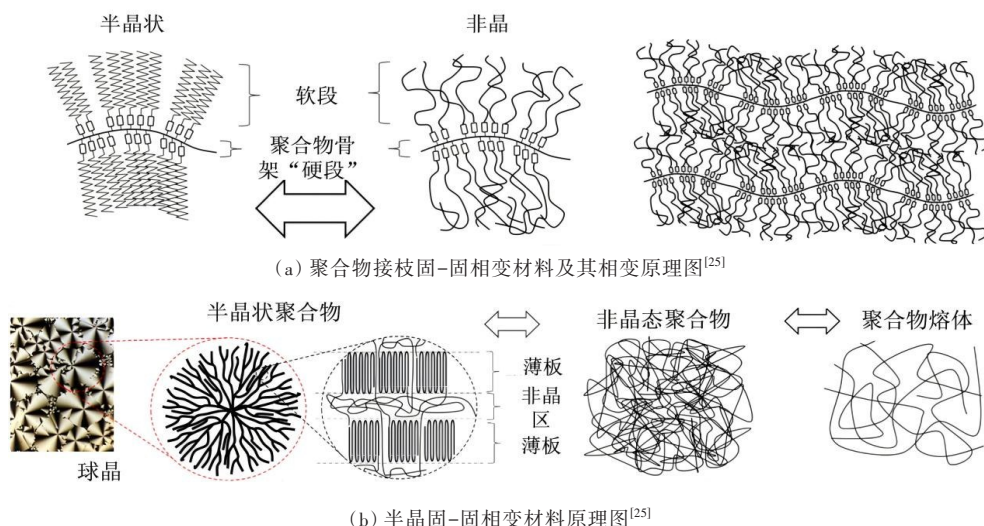 半晶状
非晶
软段
聚合物骨
架“硬段”
(a) 聚合物接枝固-固相变材料及其相变原理图[25]
半晶状聚合物
非晶态聚合物
聚合物熔体
薄板
非晶
区
薄板
球晶
(b) 半晶固-固相变材料原理图[25]